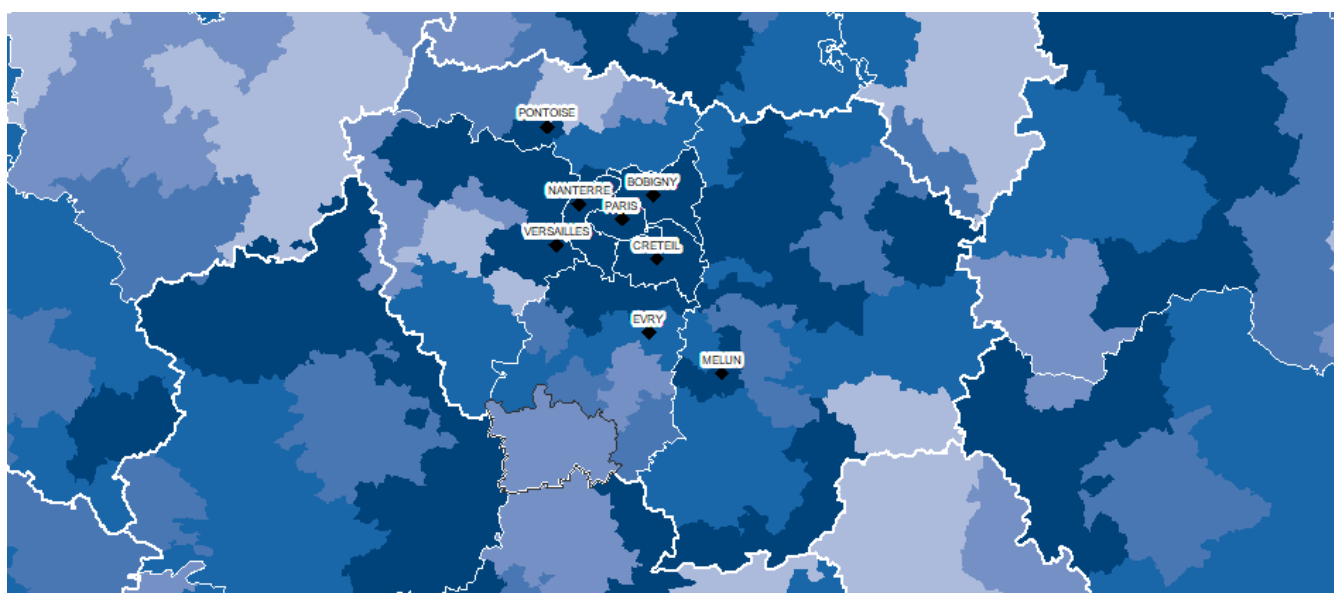 PONTOISE
BOBIGNY
NANTERRE
PARIS
VERSAILLES
CRETEIL
EVRY
MELUN